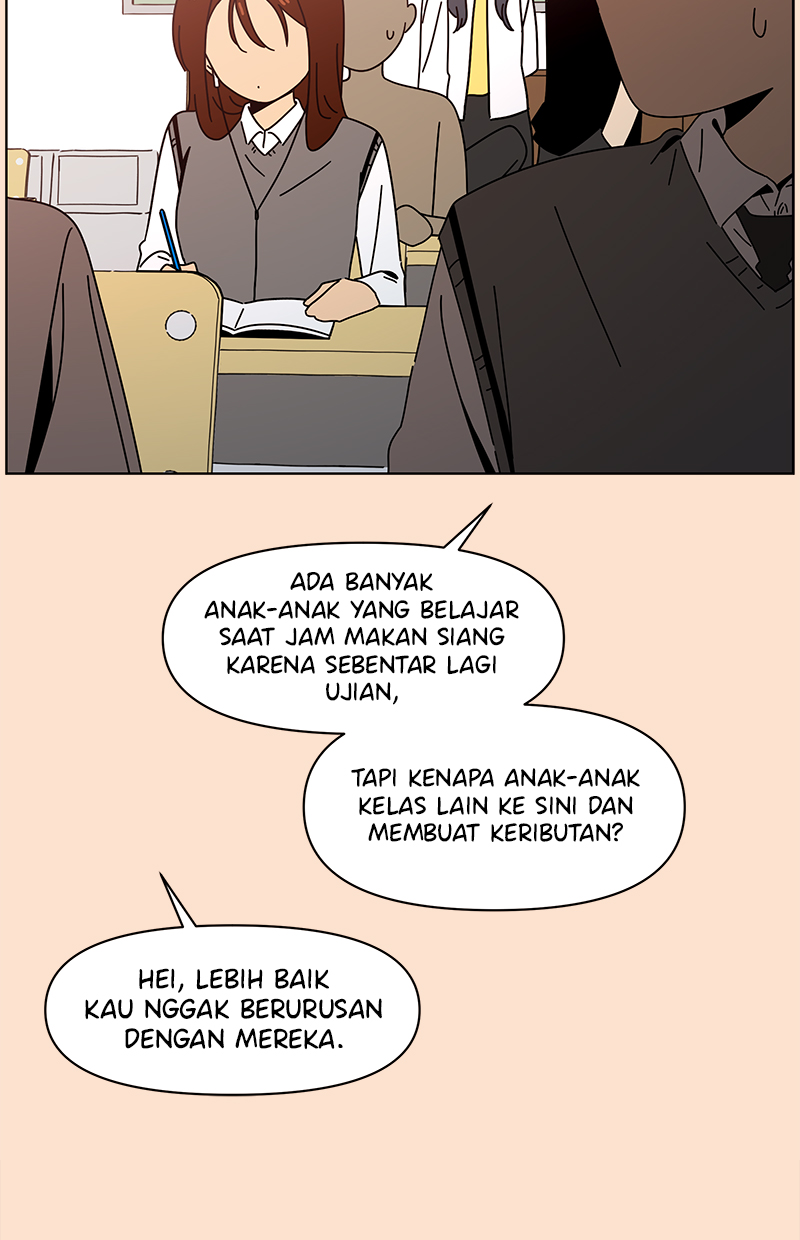 ADA BANYAK
ANAK-ANAK YANG BELAJAR
SAAT JAM MAKAN SIANG
KARENA SEBENTAR LAGI
UJIAN,
TAPI KENAPA ANAK-ANAK
KELAS LAIN KE SINI DAN
MEMBUAT KERIBUTAN?
HEI, LEBIH BAIK
KAU NGGAK BERURUSAN
DENGAN MEREKA.